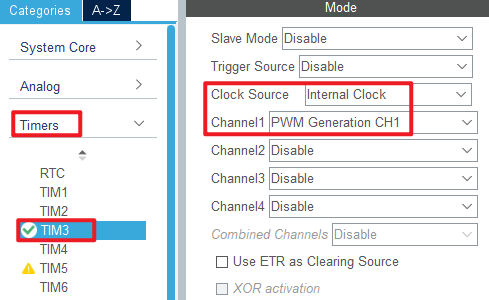 Categories A->Z
System Core
Analog
Timers
RTC
TIM1
TIM2
TIM3
TIM4
TIM5
TIM6
Mode
Slave Mode Disable
Trigger Source Disable
Clock Source Internal Clock
Channel1 PWM Generation CH1
Channel2 Disable
Channel3 Disable
Channel4 Disable
Combined Channels Disable
Use ETR as Clearing Source
XOR activation